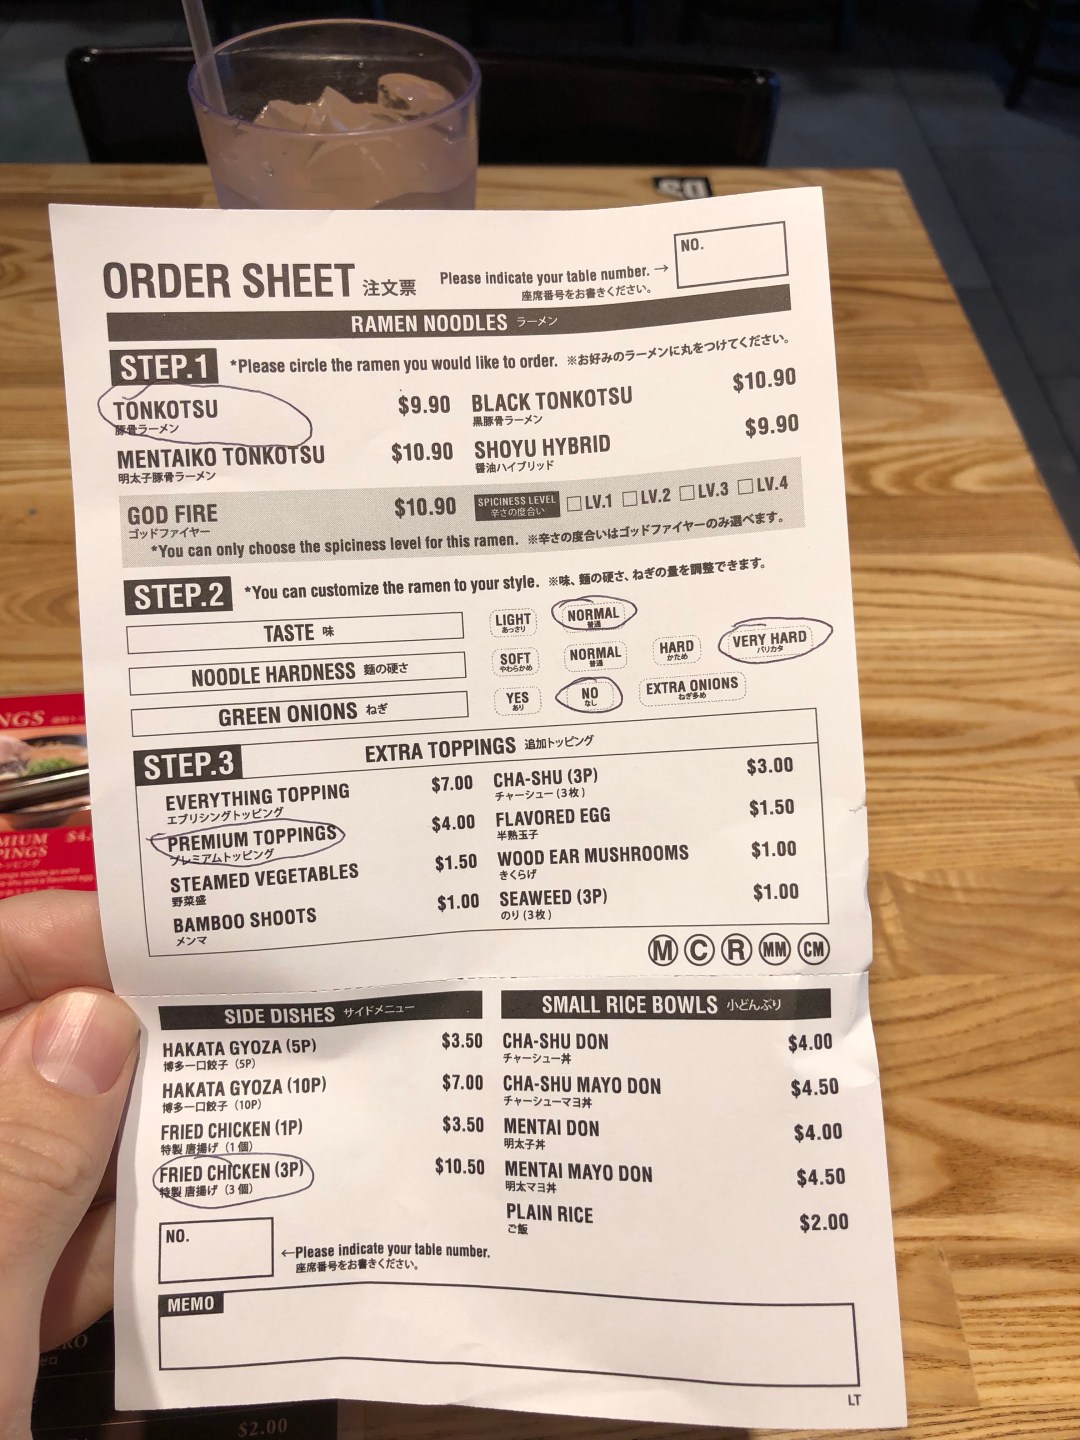 ORDER SHEET 注文票
Please indicate your table number. →
座席番号をお書きください。
NO.
RAMEN NOODLES ラーメン
STEP.1 *Please circle the ramen you would like to order. ※お好みのラーメンに丸をつけてください。
TONKOTSU $9.90
豚骨ラーメン
BLACK TONKOTSU $10.90
黒豚骨ラーメン
MENTAIKO TONKOTSU $10.90
明太子豚骨ラーメン
SHOYU HYBRID $9.90
醤油ハイブリッド
GOD FIRE $10.90
ゴッドファイヤー
SPICINESS LEVEL
辛さの度合い
□LV.1 □LV.2 □LV.3 □LV.4
*You can only choose the spiciness level for this ramen. ※辛さの度合いはゴッドファイヤーのみ選べます。
STEP.2 *You can customize the ramen to your style. ※味、麺の硬さ、ねぎの量を調整できます。
TASTE 味
LIGHT
あっさり
NORMAL
普通
NOODLE HARDNESS 麺の硬さ
SOFT
やわらかめ
NORMAL
普通
HARD
かため
VERY HARD
バリカタ
GREEN ONIONS ねぎ
YES
あり
NO
なし
EXTRA ONIONS
ねぎ多め
STEP.3 EXTRA TOPPINGS 追加トッピング
EVERYTHING TOPPING $7.00
エブリシングトッピング
CHA-SHU (3P) $3.00
チャーシュー (3枚)
PREMIUM TOPPINGS $4.00
プレミアムトッピング
FLAVORED EGG $1.50
半熟玉子
STEAMED VEGETABLES $1.50
野菜盛
WOOD EAR MUSHROOMS $1.00
きくらげ
BAMBOO SHOOTS $1.00
メンマ
SEAWEED (3P) $1.00
のり (3枚)
M C R MM CM
SIDE DISHES サイドメニュー
HAKATA GYOZA (5P) $3.50
博多一口餃子 (5P)
HAKATA GYOZA (10P) $7.00
博多一口餃子 (10P)
FRIED CHICKEN (1P) $3.50
特製 唐揚げ (1個)
FRIED CHICKEN (3P) $10.50
特製 唐揚げ (3個)
SMALL RICE BOWLS 小どんぶり
CHA-SHU DON $4.00
チャーシュー丼
CHA-SHU MAYO DON $4.50
チャーシューマヨ丼
MENTAI DON $4.00
明太子丼
MENTAI MAYO DON $4.50
明太マヨ丼
PLAIN RICE $2.00
ご飯
NO.
←Please indicate your table number.
座席番号をお書きください。
MEMO
LT
$2.00